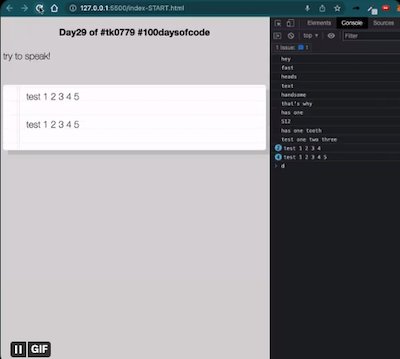 127.0.0.1:5500/index-START.html
Elements Console Sources
Day29 of #tk0779 #100daysofcode
top Filter
1 Issue: 1
try to speak!
test 1 2 3 4 5
test 1 2 3 4 5
hey
fast
heads
text
handsome
that's why
has one
512
has one tooth
test one two three
2 test 1 2 3 4
4 test 1 2 3 4 5
> d
GIF